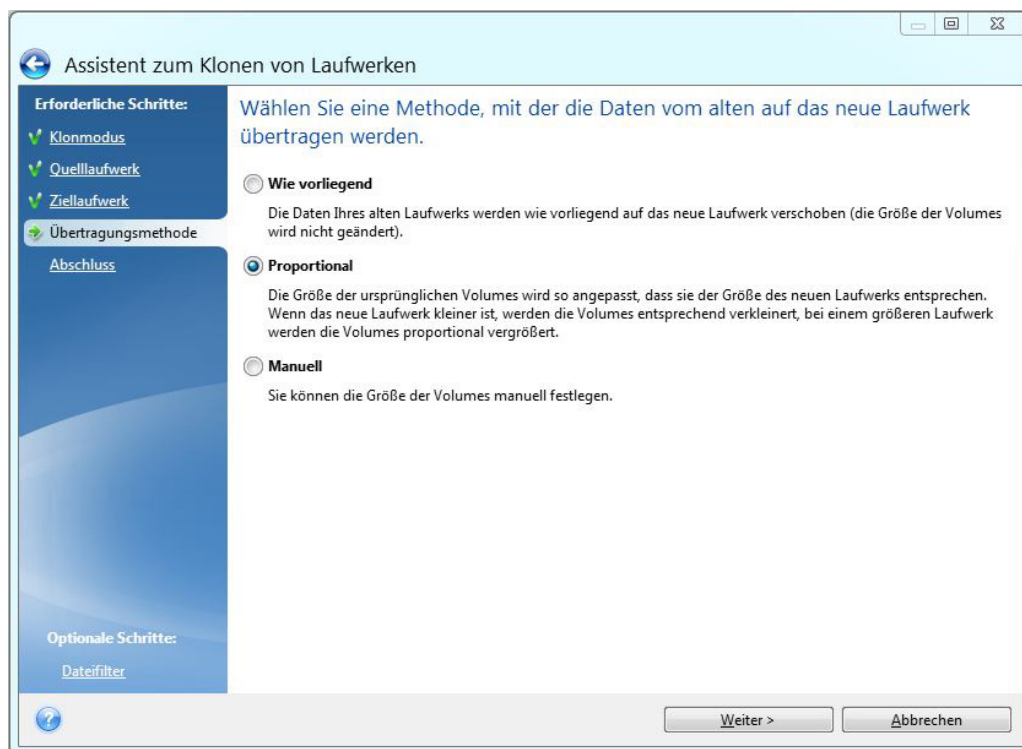 Assistent zum Klonen von Laufwerken
Erforderliche Schritte:
Klonmodus
Quelllaufwerk
Ziellaufwerk
Übertragungsmethode
Abschluss
Wählen Sie eine Methode, mit der die Daten vom alten auf das neue Laufwerk
übertragen werden.
Wie vorliegend
Die Daten Ihres alten Laufwerks werden wie vorliegend auf das neue Laufwerk verschoben (die Größe der Volumes
wird nicht geändert).
Proportional
Die Größe der ursprünglichen Volumes wird so angepasst, dass sie der Größe des neuen Laufwerks entsprechen.
Wenn das neue Laufwerk kleiner ist, werden die Volumes entsprechend verkleinert, bei einem größeren Laufwerk
werden die Volumes proportional vergrößert.
Manuell
Sie können die Größe der Volumes manuell festlegen.
Optionale Schritte:
Dateifilter
Weiter >
Abbrechen